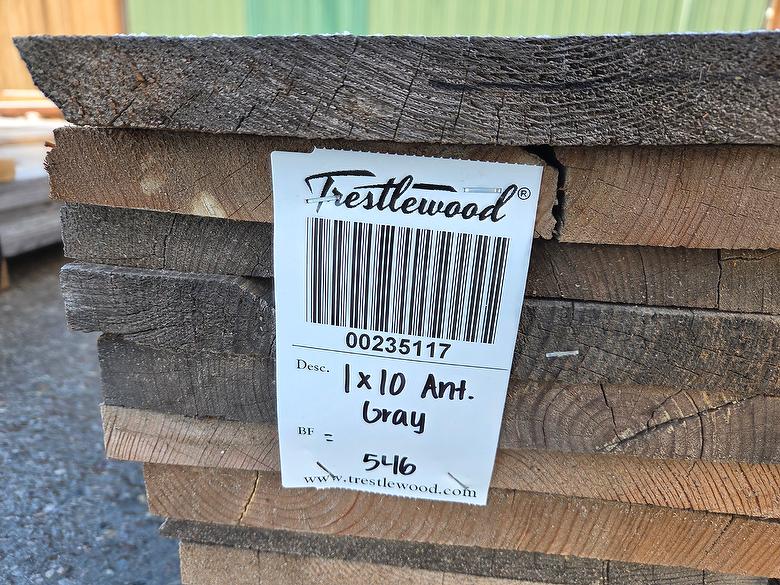 Trestlewood®
00235117
Desc. 1x10 Ant.
Gray
BF =
546
www.trestlewood.com